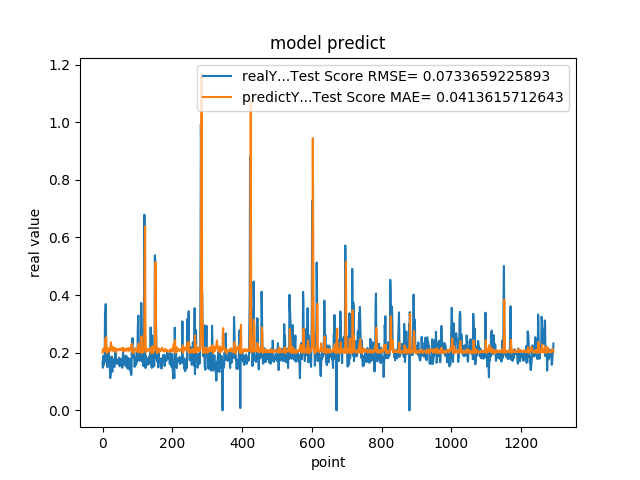 model predict
realY...Test Score RMSE= 0.0733659225893
predictY...Test Score MAE= 0.0413615712643
1.2
1.0
0.8
0.6
0.4
0.2
0.0
real value
0 200 400 600 800 1000 1200
point